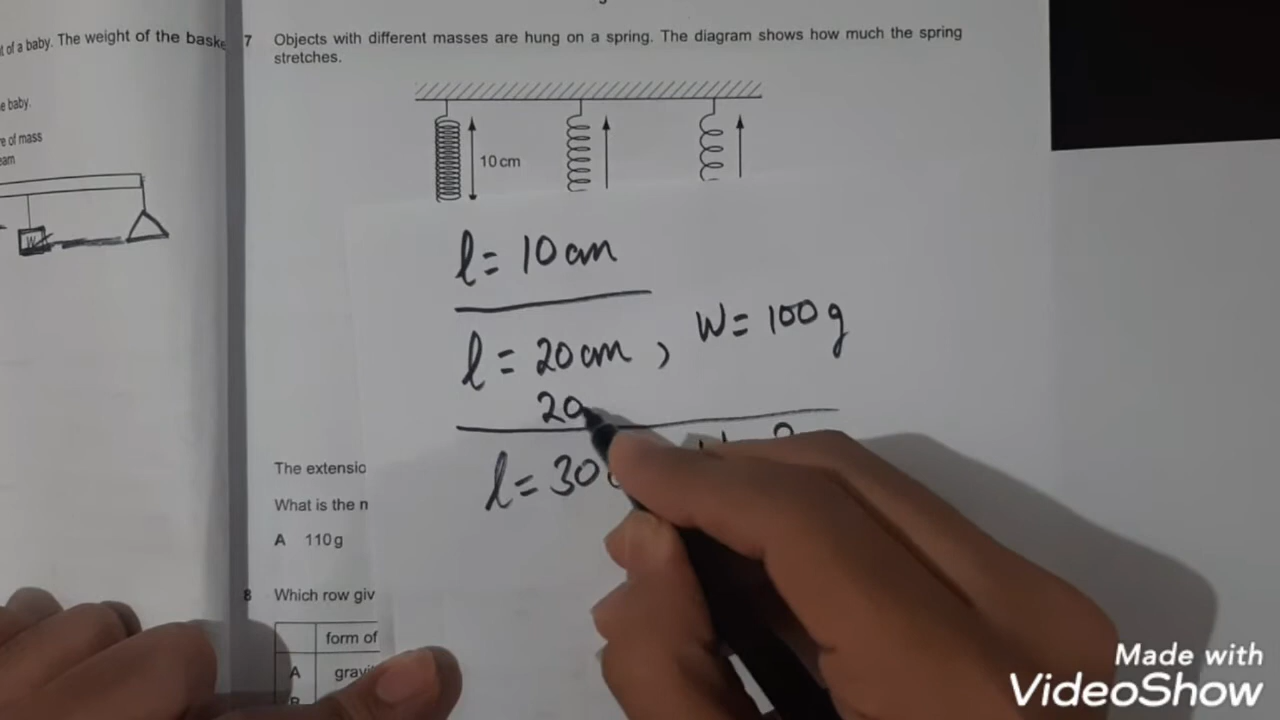 t of a baby. The weight of the baske
e baby.
re of mass
eam
W
7 Objects with different masses are hung on a spring. The diagram shows how much the spring
stretches.
10 cm
l = 10 cm
l = 20 cm, W = 100 g
20
l = 30
The extensio
What is the n
A 110 g
8 Which row giv
form of
A gravit
B
Made with
VideoShow